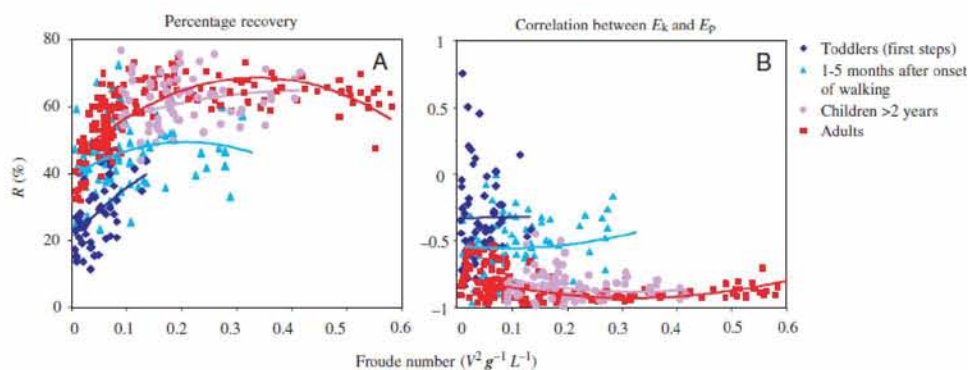 Percentage recovery
Correlation between Ek and Ep
80
60
40
20
0
R (%)
A
0
0.1
0.2
0.3
0.4
0.5
0.6
1
0.5
0
−0.5
−1
B
0
0.1
0.2
0.3
0.4
0.5
0.6
Toddlers (first steps)
1-5 months after onset
of walking
Children >2 years
Adults
Froude number (V² g⁻¹ L⁻¹)